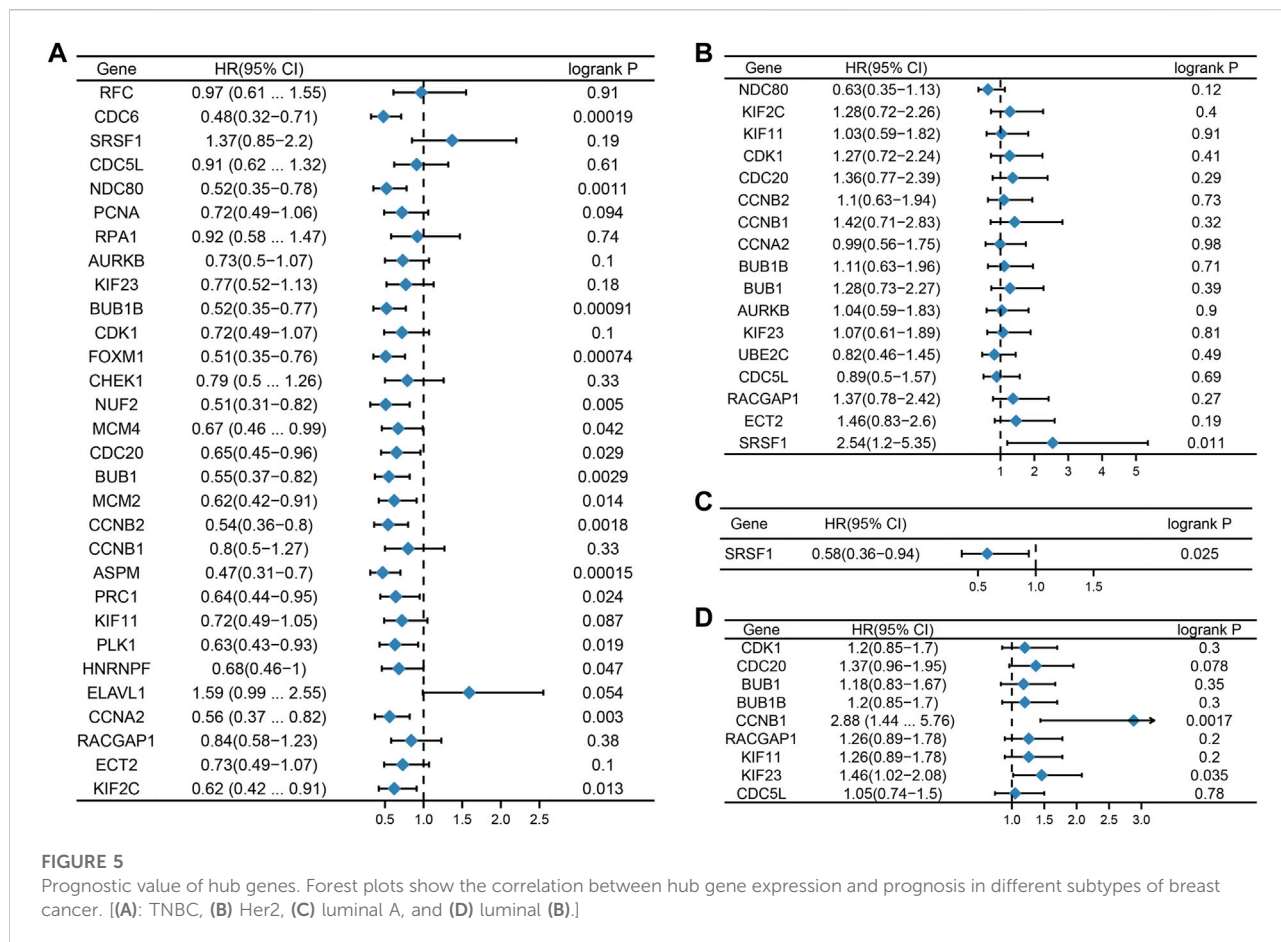 A
Gene HR(95% CI) logrank P
RFC 0.97 (0.61 ... 1.55) 0.91
CDC6 0.48(0.32−0.71) 0.00019
SRSF1 1.37(0.85−2.2) 0.19
CDC5L 0.91 (0.62 ... 1.32) 0.61
NDC80 0.52(0.35−0.78) 0.0011
PCNA 0.72(0.49−1.06) 0.094
RPA1 0.92 (0.58 ... 1.47) 0.74
AURKB 0.73(0.5−1.07) 0.1
KIF23 0.77(0.52−1.13) 0.18
BUB1B 0.52(0.35−0.77) 0.00091
CDK1 0.72(0.49−1.07) 0.1
FOXM1 0.51(0.35−0.76) 0.00074
CHEK1 0.79 (0.5 ... 1.26) 0.33
NUF2 0.51(0.31−0.82) 0.005
MCM4 0.67 (0.46 ... 0.99) 0.042
CDC20 0.65(0.45−0.96) 0.029
BUB1 0.55(0.37−0.82) 0.0029
MCM2 0.62(0.42−0.91) 0.014
CCNB2 0.54(0.36−0.8) 0.0018
CCNB1 0.8(0.5−1.27) 0.33
ASPM 0.47(0.31−0.7) 0.00015
PRC1 0.64(0.44−0.95) 0.024
KIF11 0.72(0.49−1.05) 0.087
PLK1 0.63(0.43−0.93) 0.019
HNRNPF 0.68(0.46−1) 0.047
ELAVL1 1.59 (0.99 ... 2.55) 0.054
CCNA2 0.56 (0.37 ... 0.82) 0.003
RACGAP1 0.84(0.58−1.23) 0.38
ECT2 0.73(0.49−1.07) 0.1
KIF2C 0.62 (0.42 ... 0.91) 0.013
0.5 1.0 1.5 2.0 2.5
B
Gene HR(95% CI) logrank P
NDC80 0.63(0.35−1.13) 0.12
KIF2C 1.28(0.72−2.26) 0.4
KIF11 1.03(0.59−1.82) 0.91
CDK1 1.27(0.72−2.24) 0.41
CDC20 1.36(0.77−2.39) 0.29
CCNB2 1.1(0.63−1.94) 0.73
CCNB1 1.42(0.71−2.83) 0.32
CCNA2 0.99(0.56−1.75) 0.98
BUB1B 1.11(0.63−1.96) 0.71
BUB1 1.28(0.73−2.27) 0.39
AURKB 1.04(0.59−1.83) 0.9
KIF23 1.07(0.61−1.89) 0.81
UBE2C 0.82(0.46−1.45) 0.49
CDC5L 0.89(0.5−1.57) 0.69
RACGAP1 1.37(0.78−2.42) 0.27
ECT2 1.46(0.83−2.6) 0.19
SRSF1 2.54(1.2−5.35) 0.011
1 2 3 4 5
C
Gene HR(95% CI) logrank P
SRSF1 0.58(0.36−0.94) 0.025
0.5 1.0 1.5
D
Gene HR(95% CI) logrank P
CDK1 1.2(0.85−1.7) 0.3
CDC20 1.37(0.96−1.95) 0.078
BUB1 1.18(0.83−1.67) 0.35
BUB1B 1.2(0.85−1.7) 0.3
CCNB1 2.88 (1.44 ... 5.76) 0.0017
RACGAP1 1.26(0.89−1.78) 0.2
KIF11 1.26(0.89−1.78) 0.2
KIF23 1.46(1.02−2.08) 0.035
CDC5L 1.05(0.74−1.5) 0.78
1.0 1.5 2.0 2.5 3.0
FIGURE 5
Prognostic value of hub genes. Forest plots show the correlation between hub gene expression and prognosis in different subtypes of breast
cancer. [(A): TNBC, (B) Her2, (C) luminal A, and (D) luminal (B).]